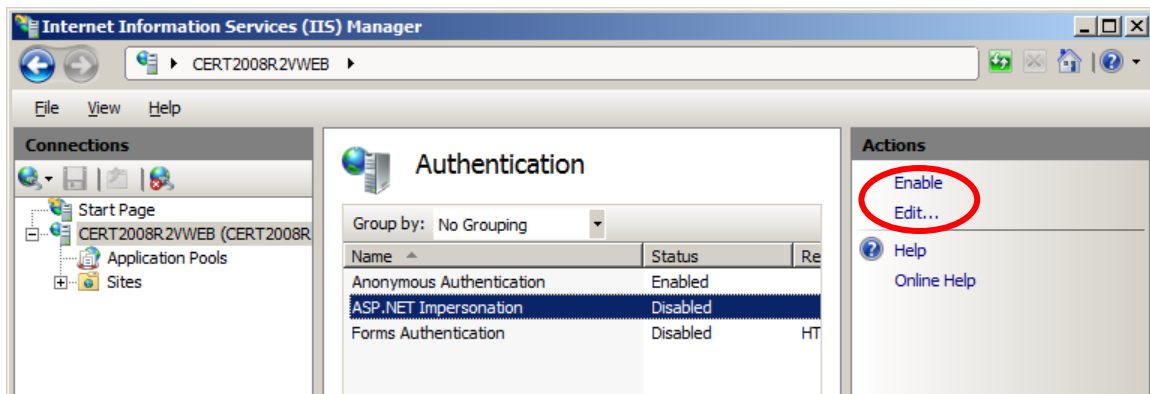 Internet Information Services (IIS) Manager
CERT2008R2VWEB
File View Help
Connections
Start Page
CERT2008R2VWEB (CERT2008R
Application Pools
Sites
Authentication
Group by: No Grouping
Name Status Re
Anonymous Authentication Enabled
ASP.NET Impersonation Disabled
Forms Authentication Disabled HT
Actions
Enable
Edit...
Help
Online Help